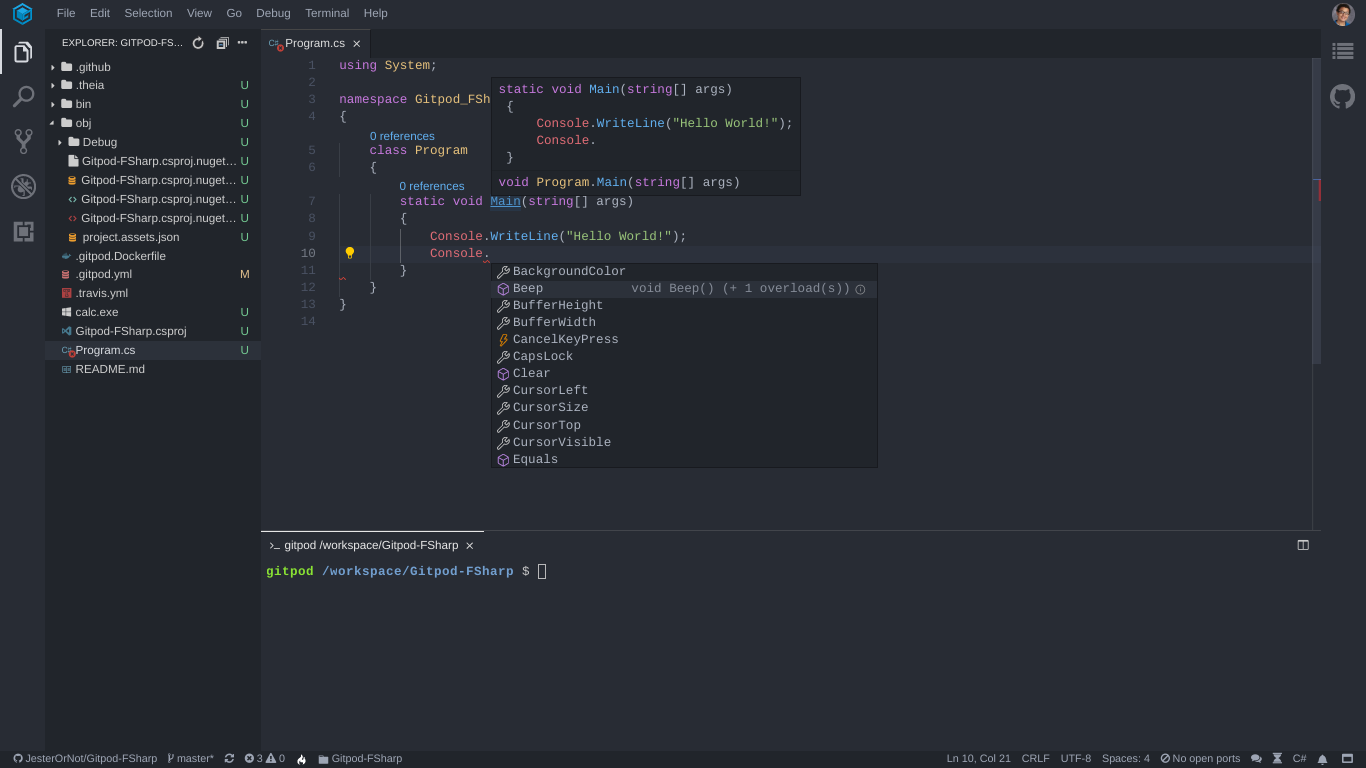 File Edit Selection View Go Debug Terminal Help
EXPLORER: GITPOD-FS...
Program.cs
.github
.theia U
bin U
obj U
Debug U
Gitpod-FSharp.csproj.nuget... U
Gitpod-FSharp.csproj.nuget... U
Gitpod-FSharp.csproj.nuget... U
Gitpod-FSharp.csproj.nuget... U
project.assets.json U
.gitpod.Dockerfile
.gitpod.yml M
.travis.yml
calc.exe U
Gitpod-FSharp.csproj U
C# Program.cs U
README.md
1 using System;
2
3 namespace Gitpod_FSh
4 {
0 references
5 class Program
6 {
0 references
7 static void Main(string[] args)
8 {
9 Console.WriteLine("Hello World!");
10 Console.
11 }
12 }
13 }
14
static void Main(string[] args)
{
Console.WriteLine("Hello World!");
Console.
}
void Program.Main(string[] args)
BackgroundColor
Beep void Beep() (+ 1 overload(s))
BufferHeight
BufferWidth
CancelKeyPress
CapsLock
Clear
CursorLeft
CursorSize
CursorTop
CursorVisible
Equals
gitpod /workspace/Gitpod-FSharp
gitpod /workspace/Gitpod-FSharp $
JesterOrNot/Gitpod-FSharp master* 3 0 Gitpod-FSharp Ln 10, Col 21 CRLF UTF-8 Spaces: 4 No open ports C#